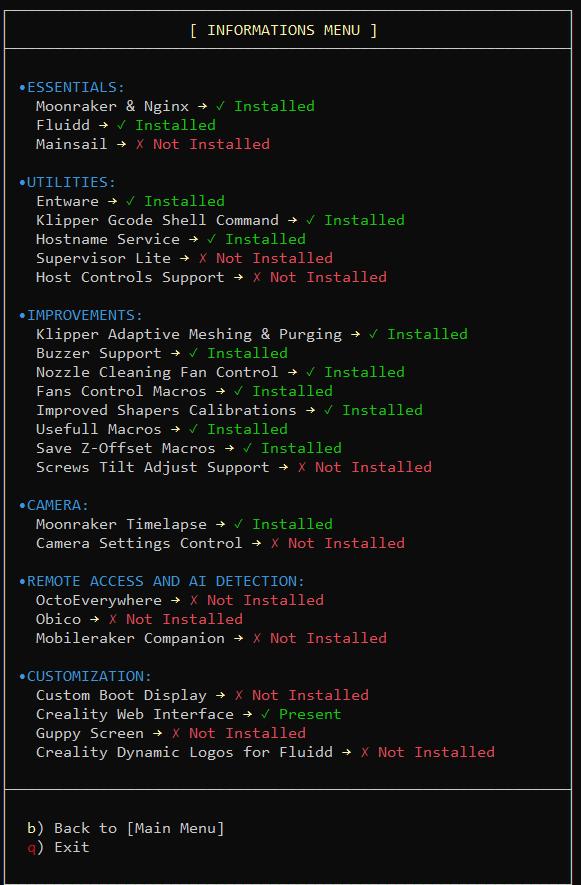 [ INFORMATIONS MENU ]
•ESSENTIALS:
Moonraker & Nginx → ✓ Installed
Fluidd → ✓ Installed
Mainsail → ✗ Not Installed
•UTILITIES:
Entware → ✓ Installed
Klipper Gcode Shell Command → ✓ Installed
Hostname Service → ✓ Installed
Supervisor Lite → ✗ Not Installed
Host Controls Support → ✗ Not Installed
•IMPROVEMENTS:
Klipper Adaptive Meshing & Purging → ✓ Installed
Buzzer Support → ✓ Installed
Nozzle Cleaning Fan Control → ✓ Installed
Fans Control Macros → ✓ Installed
Improved Shapers Calibrations → ✓ Installed
Usefull Macros → ✓ Installed
Save Z-Offset Macros → ✓ Installed
Screws Tilt Adjust Support → ✗ Not Installed
•CAMERA:
Moonraker Timelapse → ✓ Installed
Camera Settings Control → ✗ Not Installed
•REMOTE ACCESS AND AI DETECTION:
OctoEverywhere → ✗ Not Installed
Obico → ✗ Not Installed
Mobileraker Companion → ✗ Not Installed
•CUSTOMIZATION:
Custom Boot Display → ✗ Not Installed
Creality Web Interface → ✓ Present
Guppy Screen → ✗ Not Installed
Creality Dynamic Logos for Fluidd → ✗ Not Installed
b) Back to [Main Menu]
q) Exit